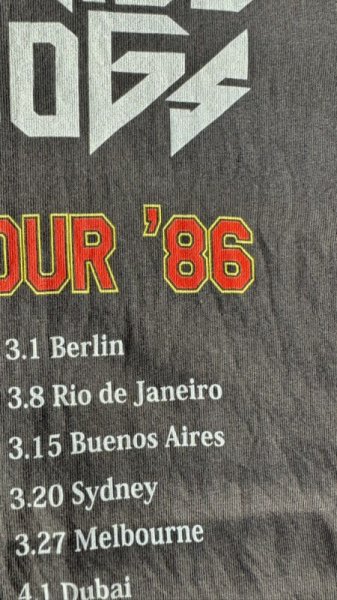 OGS
OUR '86
3.1 Berlin
3.8 Rio de Janeiro
3.15 Buenos Aires
3.20 Sydney
3.27 Melbourne
4.1 Dubai